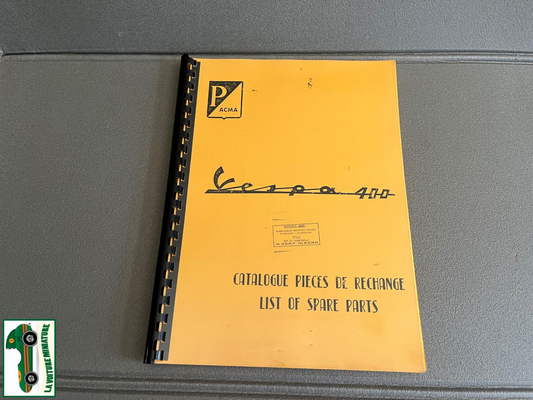 P
ACMA
Vespa 400
CATALOGUE PIECES DE RECHANGE
LIST OF SPARE PARTS
LA VOITURE MINIATURE